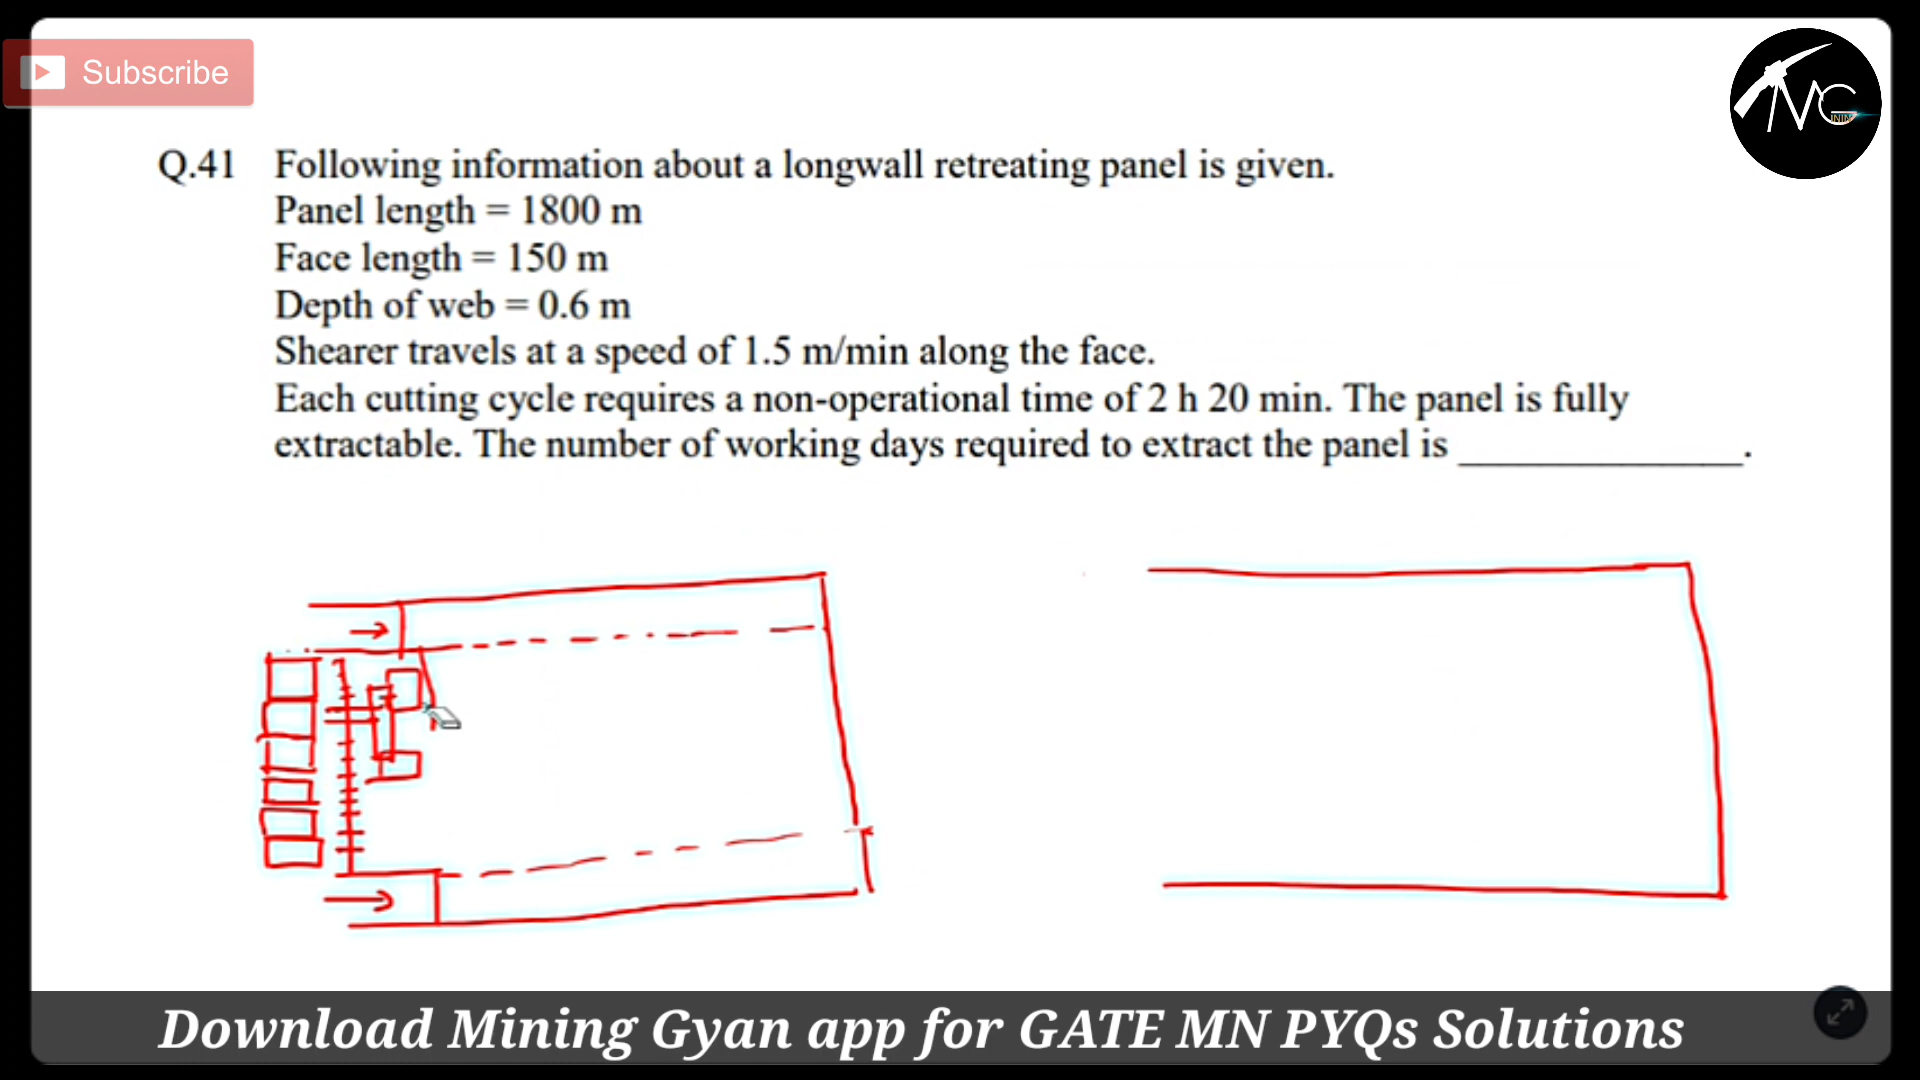 Subscribe
MG
INING
Q.41 Following information about a longwall retreating panel is given.
Panel length = 1800 m
Face length = 150 m
Depth of web = 0.6 m
Shearer travels at a speed of 1.5 m/min along the face.
Each cutting cycle requires a non-operational time of 2 h 20 min. The panel is fully
extractable. The number of working days required to extract the panel is ______________.
Download Mining Gyan app for GATE MN PYQs Solutions